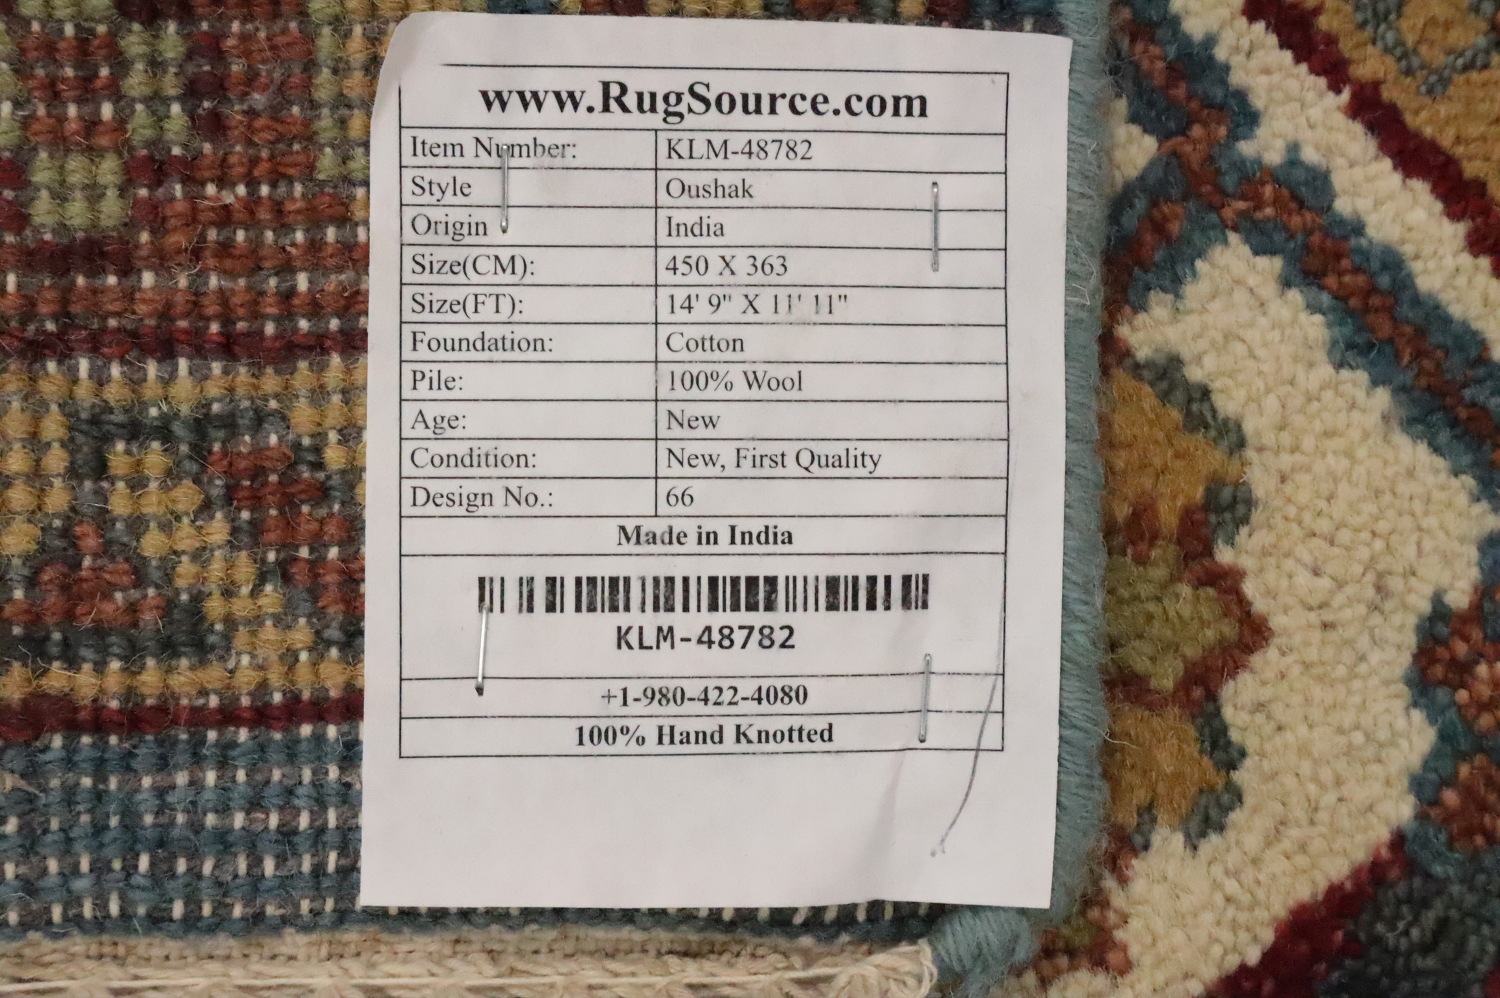 www.RugSource.com
Item Number: KLM-48782
Style Oushak
Origin India
Size(CM): 450 X 363
Size(FT): 14' 9" X 11' 11"
Foundation: Cotton
Pile: 100% Wool
Age: New
Condition: New, First Quality
Design No.: 66
Made in India
KLM-48782
+1-980-422-4080
100% Hand Knotted